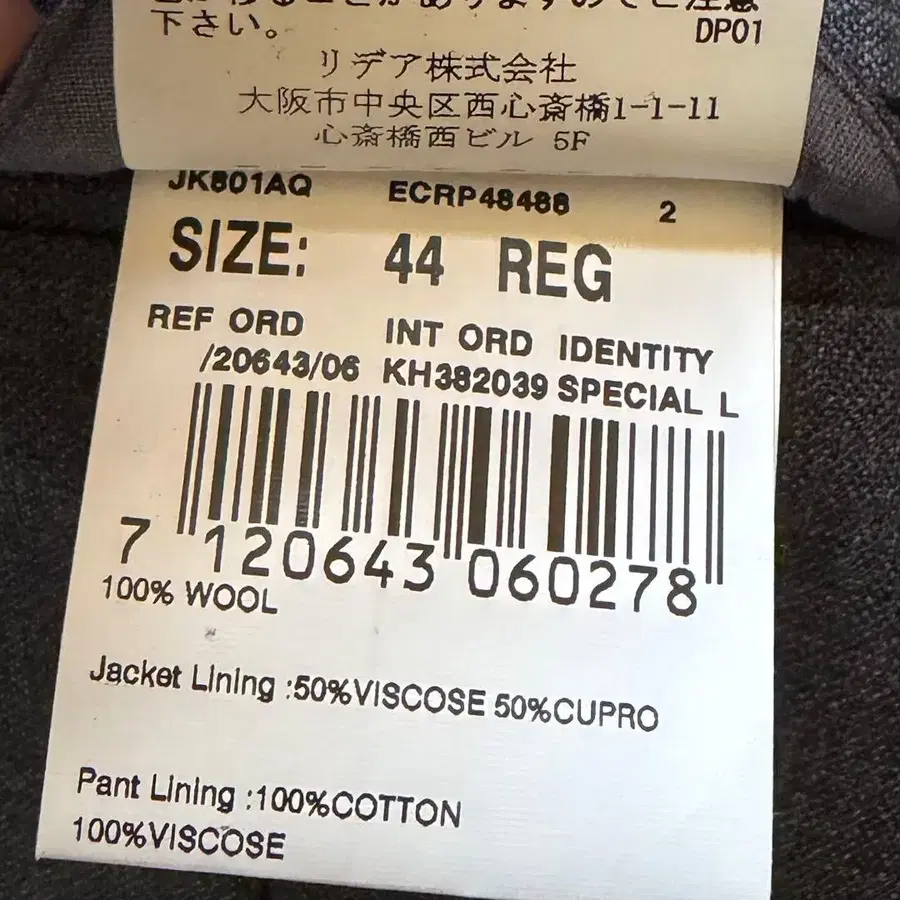 下さい。
DP01
リデア株式会社
大阪市中央区西心斎橋1-1-11
心斎橋西ビル 5F
JK801AQ ECRP48488 2
SIZE: 44 REG
REF ORD INT ORD IDENTITY
/20643/06 KH382039 SPECIAL L
7 120643 060278
100% WOOL
Jacket Lining :50%VISCOSE 50%CUPRO
Pant Lining :100%COTTON
100%VISCOSE